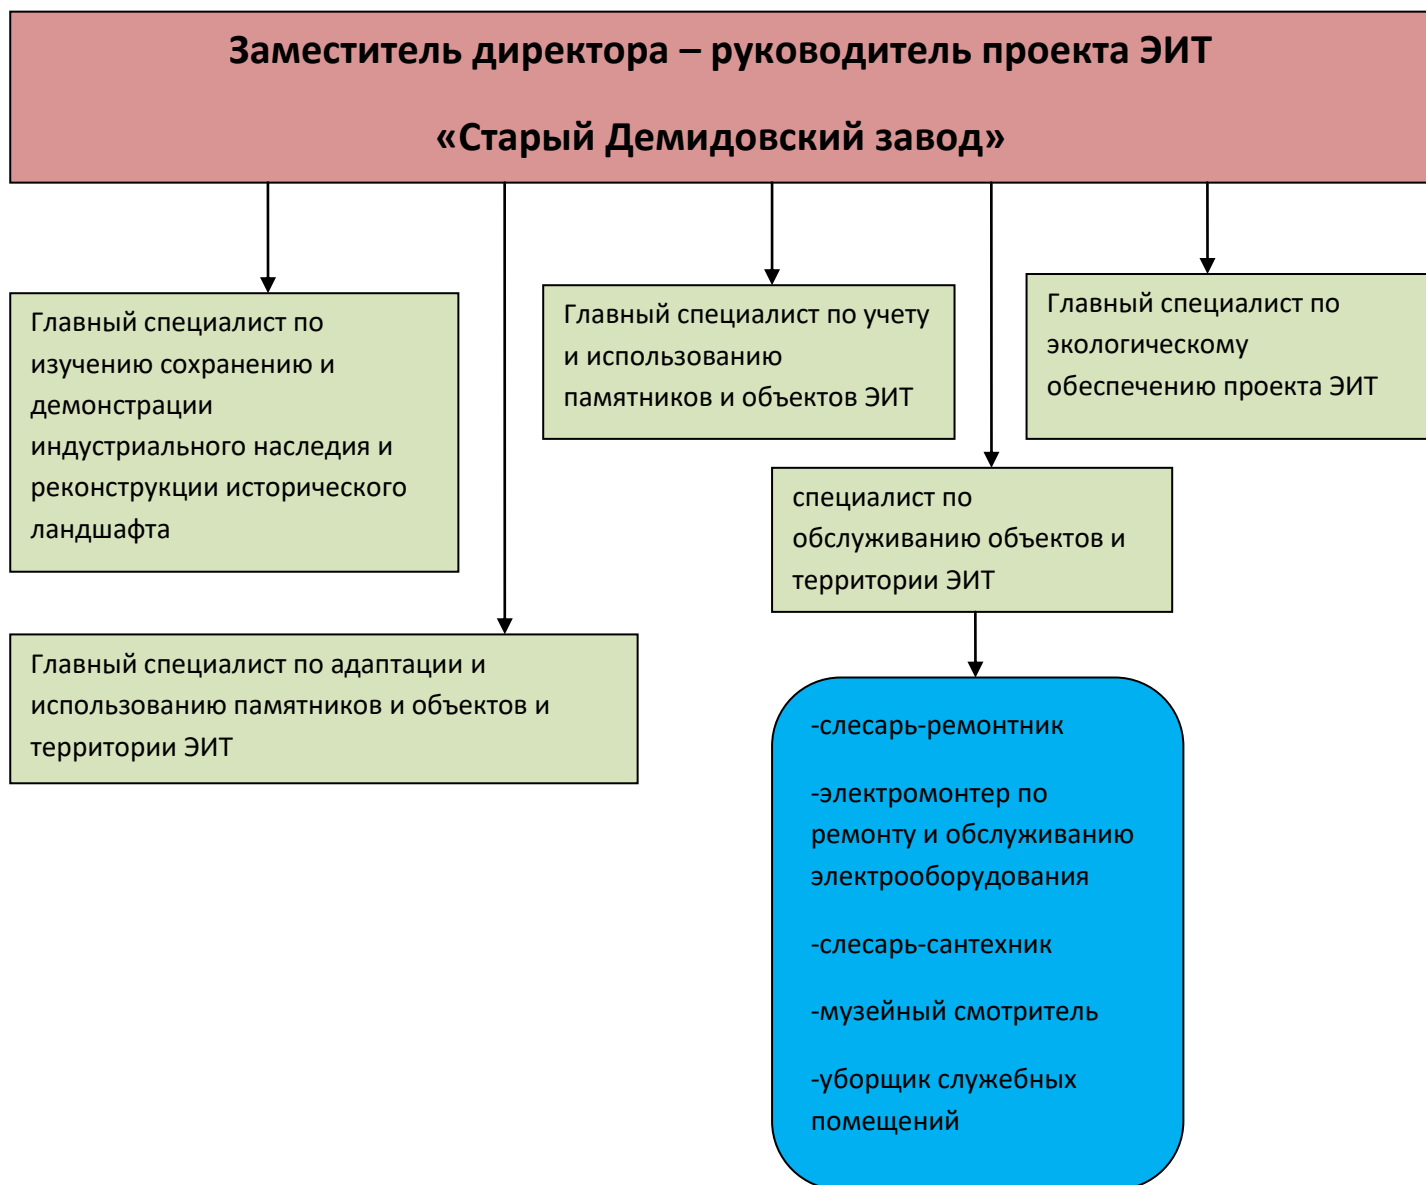 Заместитель директора – руководитель проекта ЭИТ
«Старый Демидовский завод»
Главный специалист по
изучению сохранению и
демонстрации
индустриального наследия и
реконструкции исторического
ландшафта
Главный специалист по учету
и использованию
памятников и объектов ЭИТ
Главный специалист по
экологическому
обеспечению проекта ЭИТ
специалист по
обслуживанию объектов и
территории ЭИТ
Главный специалист по адаптации и
использованию памятников и объектов и
территории ЭИТ
-слесарь-ремонтник
-электромонтер по
ремонту и обслуживанию
электрооборудования
-слесарь-сантехник
-музейный смотритель
-уборщик служебных
помещений